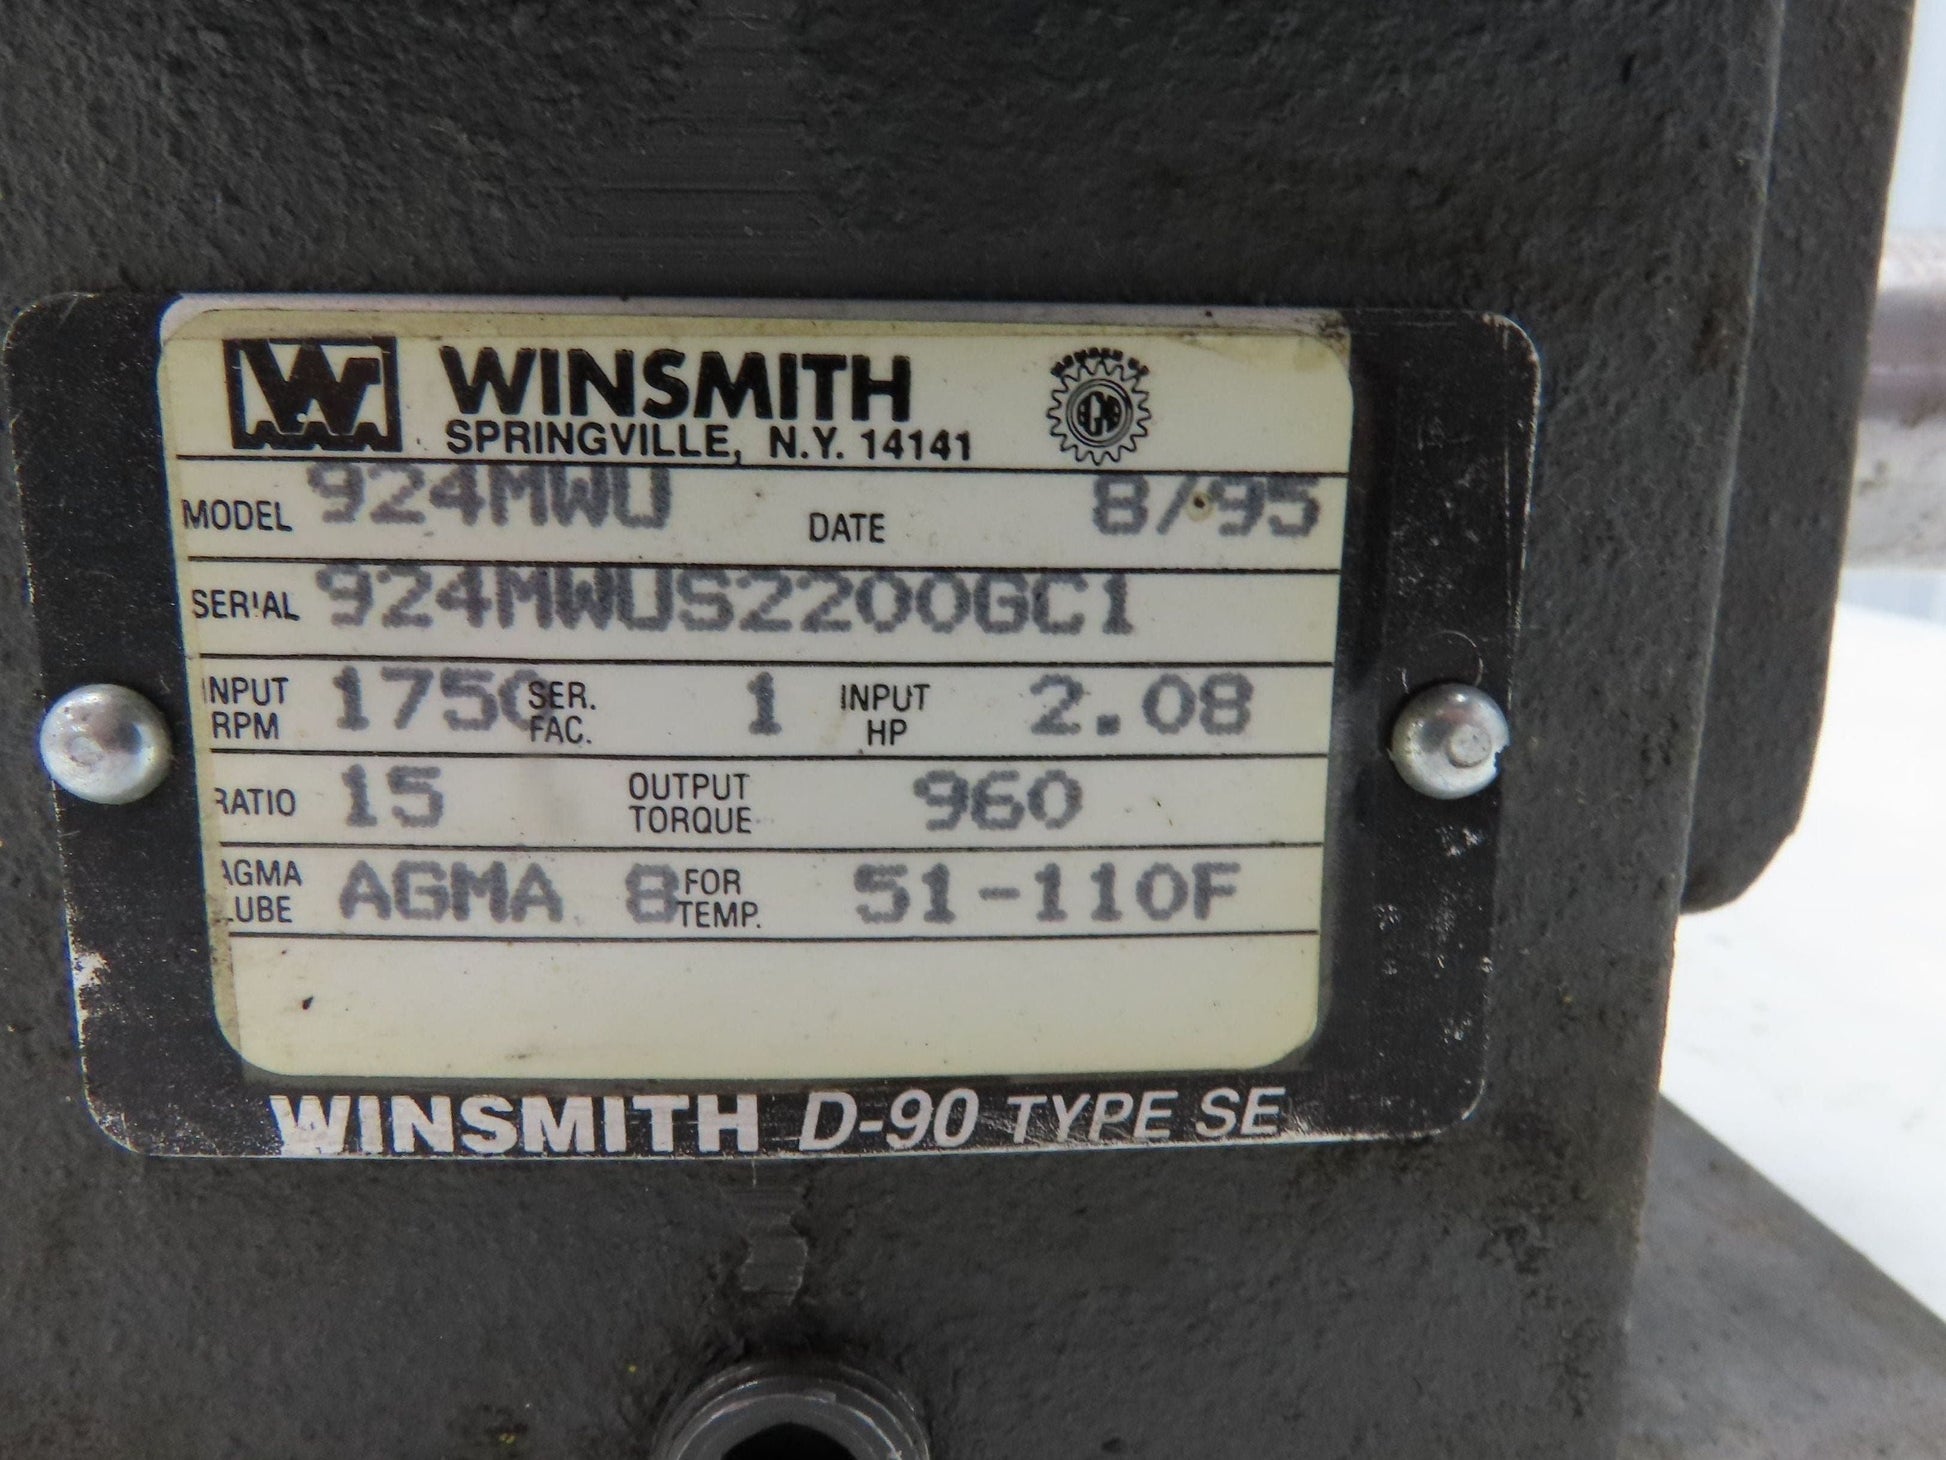 WINSMITH
SPRINGVILLE, N.Y. 14141
MODEL 924MWU DATE 8/95
SERIAL 924MWUS2200GC1
INPUT RPM 1750 SER. FAC. 1 INPUT HP 2.08
RATIO 15 OUTPUT TORQUE 960
AGMA LUBE AGMA 8 FOR TEMP. 51-110F
WINSMITH D-90 TYPE SE